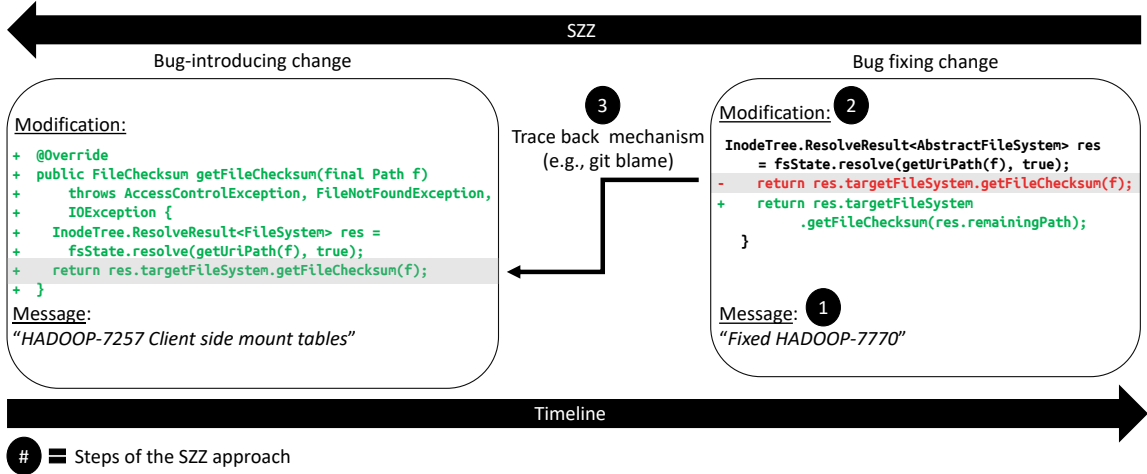 SZZ
Bug-introducing change
Modification:
+ @Override
+ public FileChecksum getFileChecksum(final Path f)
+ throws AccessControlException, FileNotFoundException,
+ IOException {
+ InodeTree.ResolveResult<FileSystem> res =
+ fsState.resolve(getUriPath(f), true);
+ return res.targetFileSystem.getFileChecksum(f);
+ }
Message:
“HADOOP-7257 Client side mount tables”
3
Trace back mechanism
(e.g., git blame)
Bug fixing change
Modification: 2
InodeTree.ResolveResult<AbstractFileSystem> res
= fsState.resolve(getUriPath(f), true);
- return res.targetFileSystem.getFileChecksum(f);
+ return res.targetFileSystem
.getFileChecksum(res.remainingPath);
}
Message: 1
“Fixed HADOOP-7770”
Timeline
# = Steps of the SZZ approach